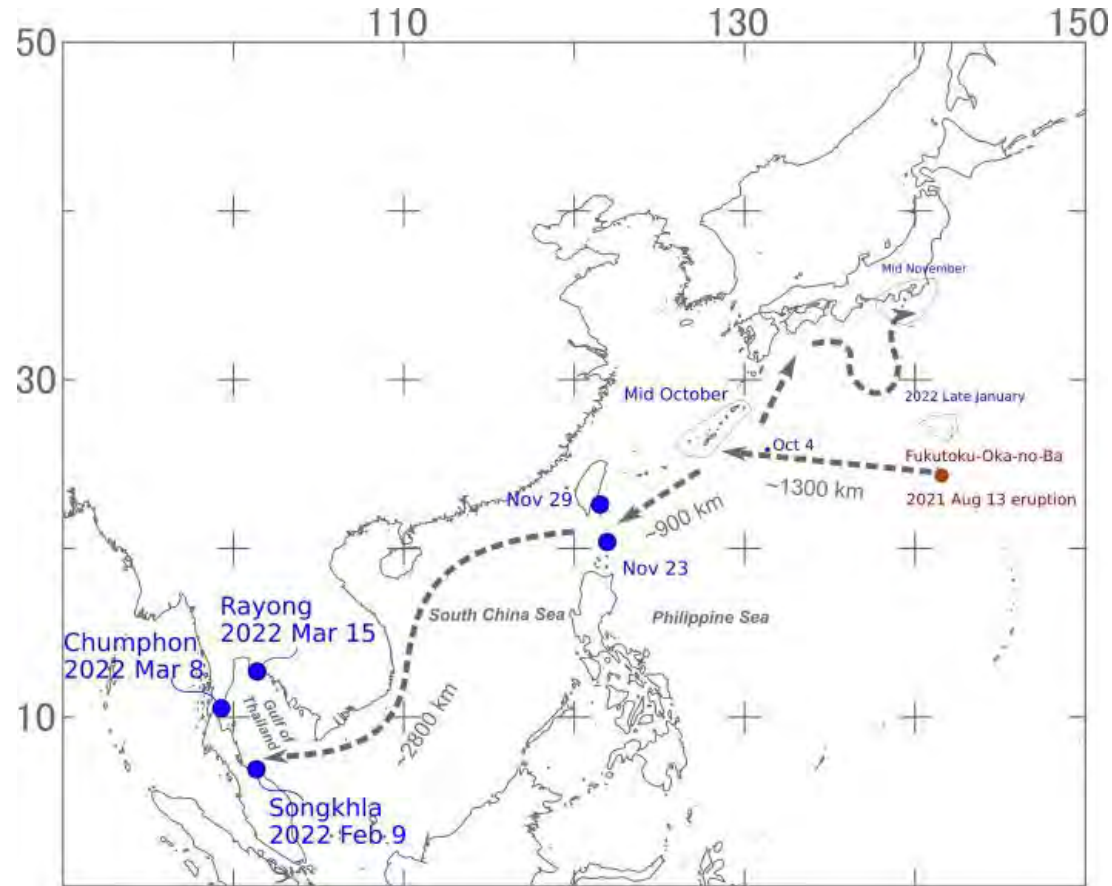 110
130
150
50
30
10
Mid November
Mid October
2022 Late january
Oct 4
Fukutoku-Oka-no-Ba
2021 Aug 13 eruption
~1300 km
~900 km
Nov 29
Nov 23
South China Sea
Philippine Sea
Rayong
2022 Mar 15
Chumphon
2022 Mar 8
Gulf of
Thailand
~2800 km
Songkhla
2022 Feb 9